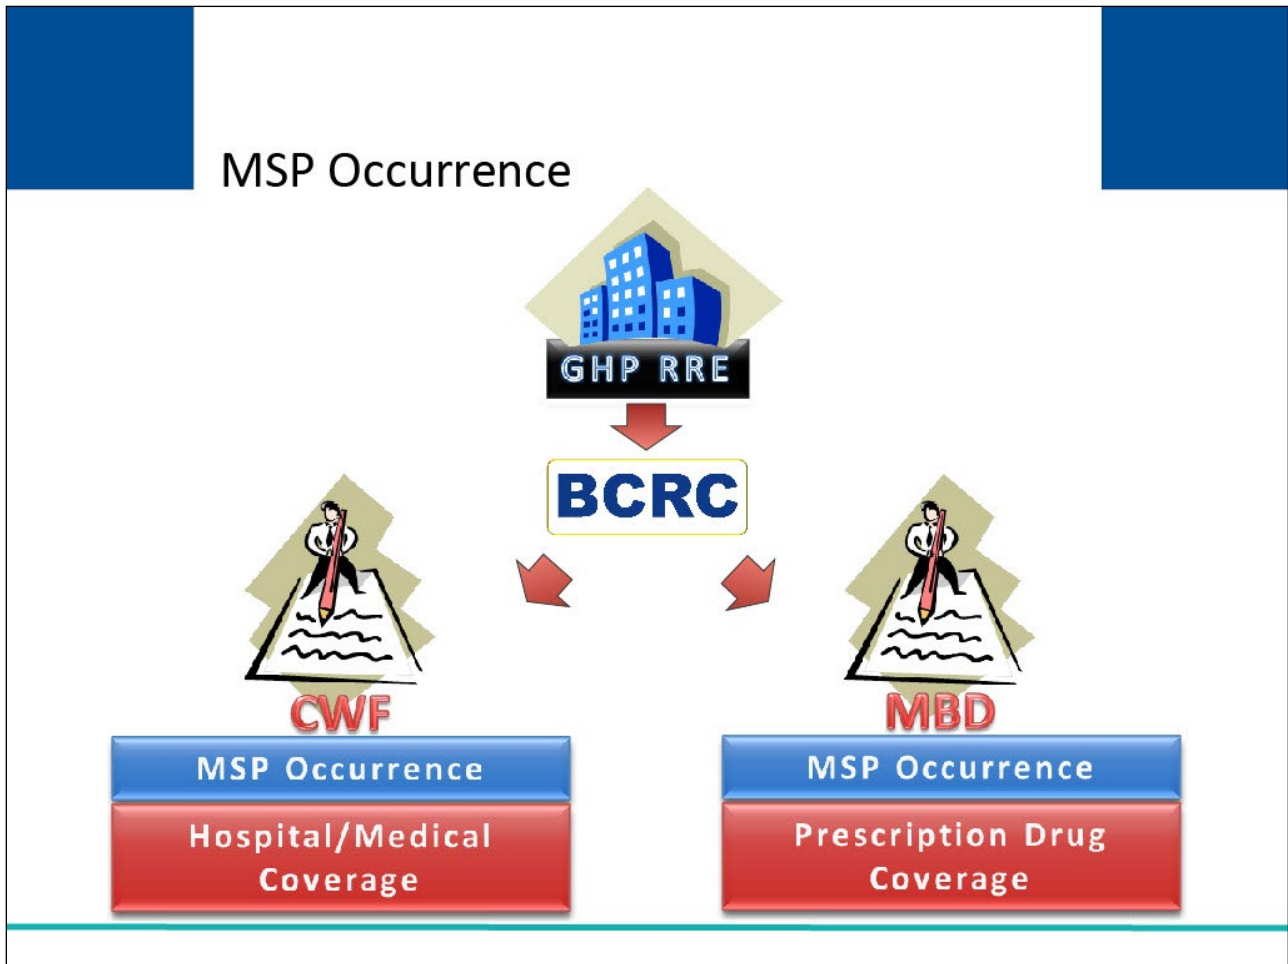 MSP Occurrence
GHP RRE
BCRC
CWF
MSP Occurrence
Hospital/Medical
Coverage
MBD
MSP Occurrence
Prescription Drug
Coverage